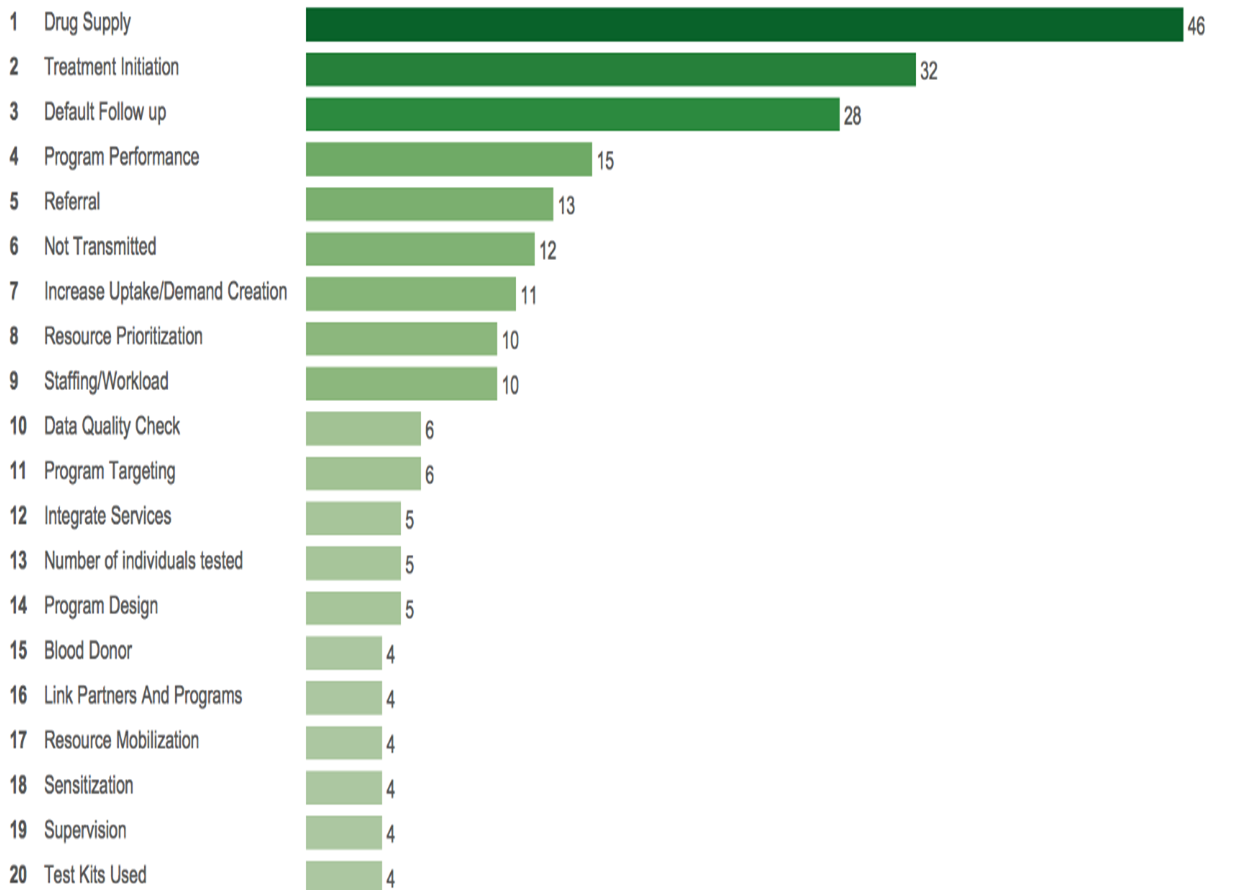 1 Drug Supply 46
2 Treatment Initiation 32
3 Default Follow up 28
4 Program Performance 15
5 Referral 13
6 Not Transmitted 12
7 Increase Uptake/Demand Creation 11
8 Resource Prioritization 10
9 Staffing/Workload 10
10 Data Quality Check 6
11 Program Targeting 6
12 Integrate Services 5
13 Number of individuals tested 5
14 Program Design 5
15 Blood Donor 4
16 Link Partners And Programs 4
17 Resource Mobilization 4
18 Sensitization 4
19 Supervision 4
20 Test Kits Used 4